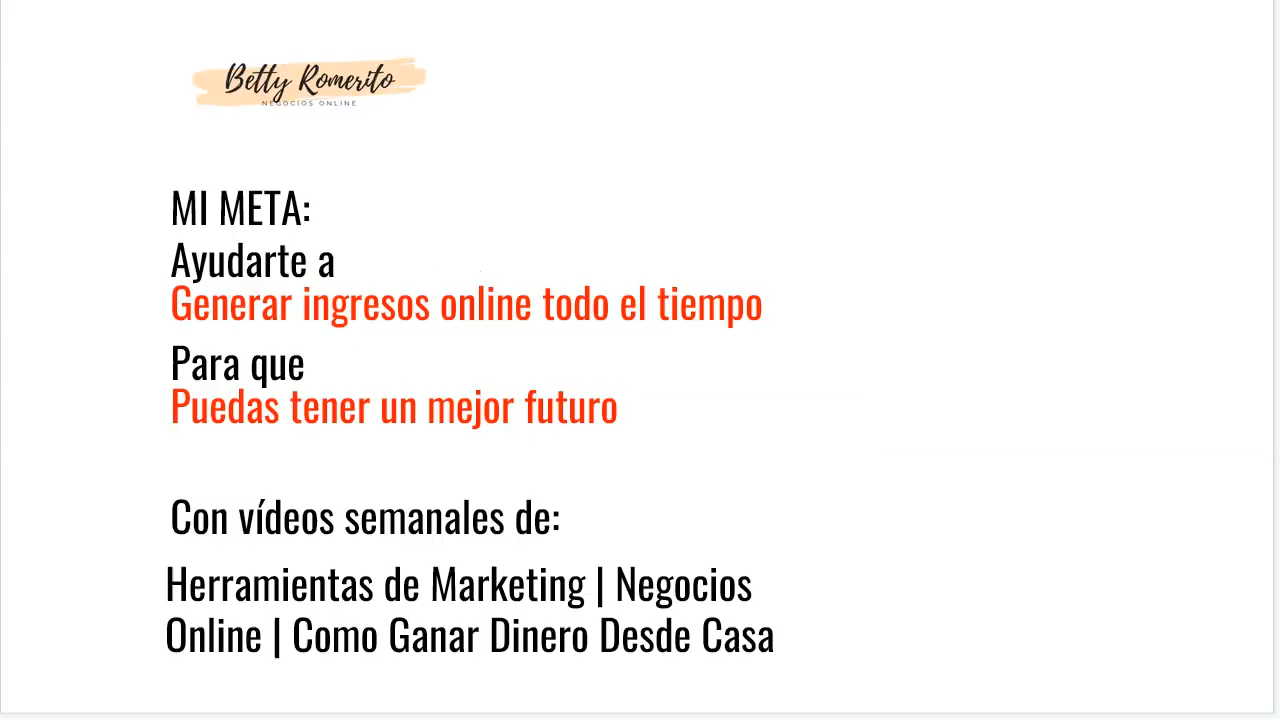 Betty Romerito
NEGOCIOS ONLINE
MI META:
Ayudarte a
Generar ingresos online todo el tiempo
Para que
Puedas tener un mejor futuro
Con vídeos semanales de:
Herramientas de Marketing | Negocios
Online | Como Ganar Dinero Desde Casa